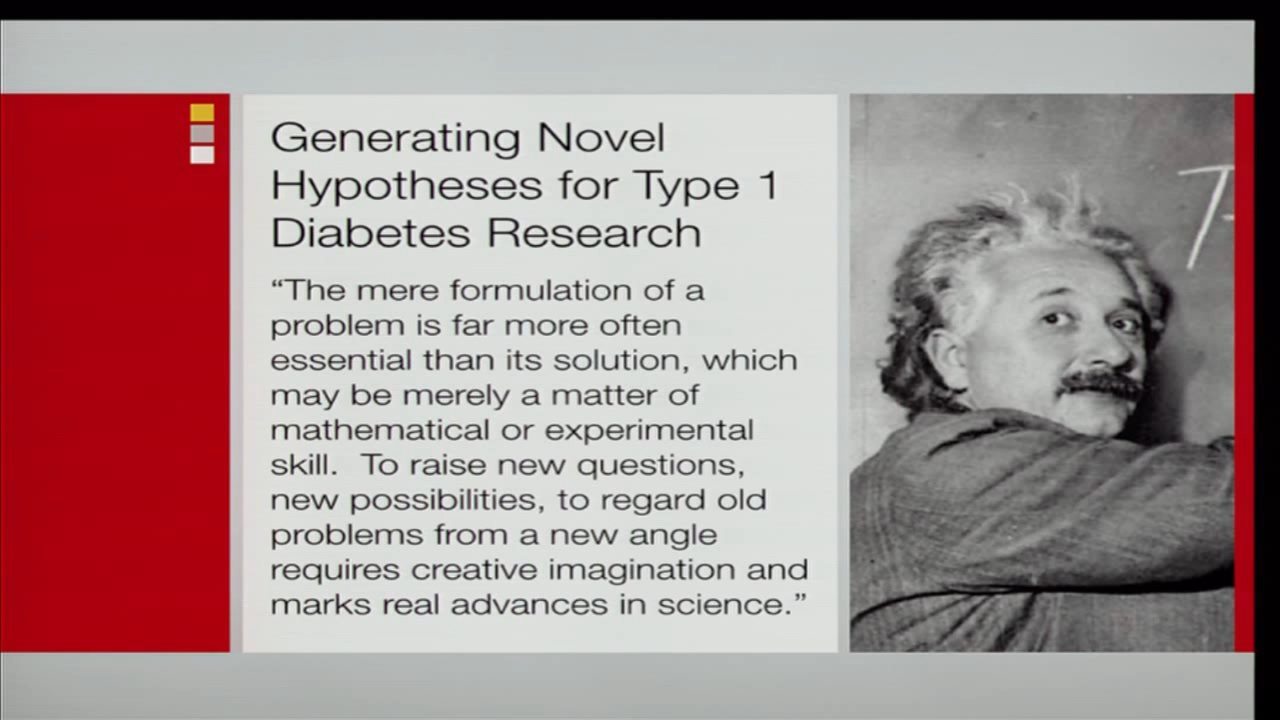 Generating Novel
Hypotheses for Type 1
Diabetes Research
“The mere formulation of a
problem is far more often
essential than its solution, which
may be merely a matter of
mathematical or experimental
skill.  To raise new questions,
new possibilities, to regard old
problems from a new angle
requires creative imagination and
marks real advances in science.”